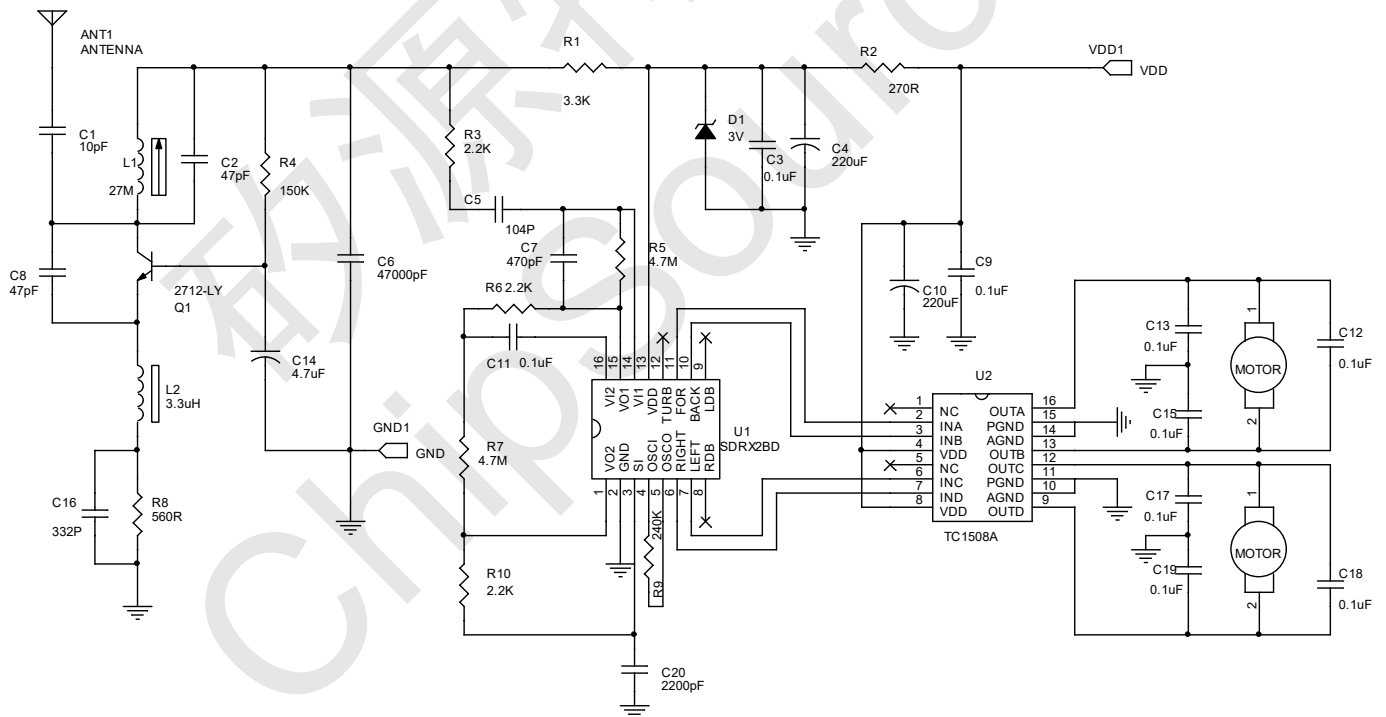 矽源特
ChipSourc
ANT1
ANTENNA
R1
3.3K
R2
270R
VDD1
VDD
C1
10pF
L1
27M
C2
47pF
R4
150K
R3
2.2K
D1
3V
C3
0.1uF
C4
220uF
C5
104P
C7
470pF
R5
4.7M
C8
47pF
2712-LY
Q1
C6
47000pF
R6 2.2K
C9
0.1uF
C10
220uF
C14
4.7uF
C11 0.1uF
L2
3.3uH
GND1
GND
R7
4.7M
C16
332P
R8
560R
R10
2.2K
16 15 14 13 12 11 10 9
VI2 VO1 VI1 VDD TURB FOR BACK LDB
U1
SDRX2BD
VO2 GND SI OSCI OSCO RIGHT LEFT RDB
1 2 3 4 5 6 7 8
240K
R9
C20
2200pF
U2
1 NC OUTA 16
2 INA PGND 15
3 INB AGND 14
4 VDD OUTB 13
5 NC OUTC 12
6 INC PGND 11
7 IND AGND 10
8 VDD OUTD 9
TC1508A
C13
0.1uF
C15
0.1uF
1
MOTOR
2
C12
0.1uF
C17
0.1uF
C19
0.1uF
1
MOTOR
2
C18
0.1uF